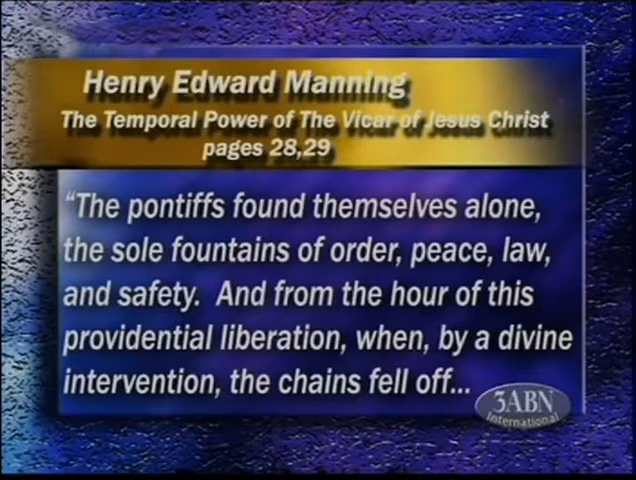 Henry Edward Manning
The Temporal Power of The Vicar of Jesus Christ
pages 28,29
“The pontiffs found themselves alone,
the sole fountains of order, peace, law,
and safety. And from the hour of this
providential liberation, when, by a divine
intervention, the chains fell off...
3ABN
International